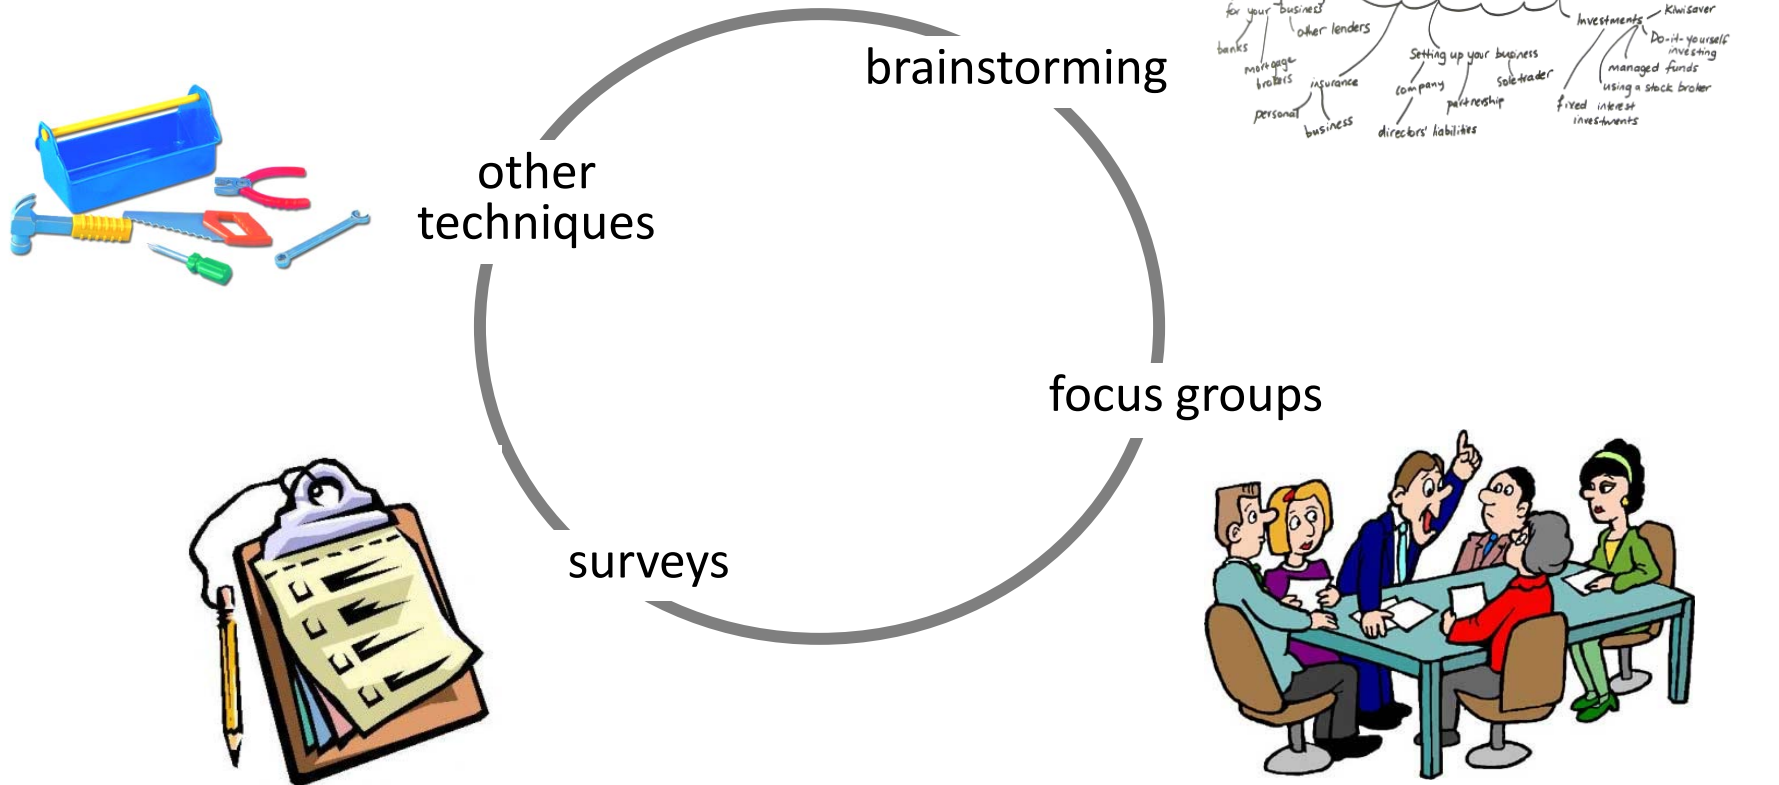 brainstorming
other
techniques
focus groups
surveys
for your business
other lenders
banks
mortgage
brokers
insurance
personal
business
Setting up your business
company
sole trader
partnership
directors' liabilities
Investments
Kiwisaver
Do-it-yourself
investing
managed funds
using a stock broker
fixed interest
investments